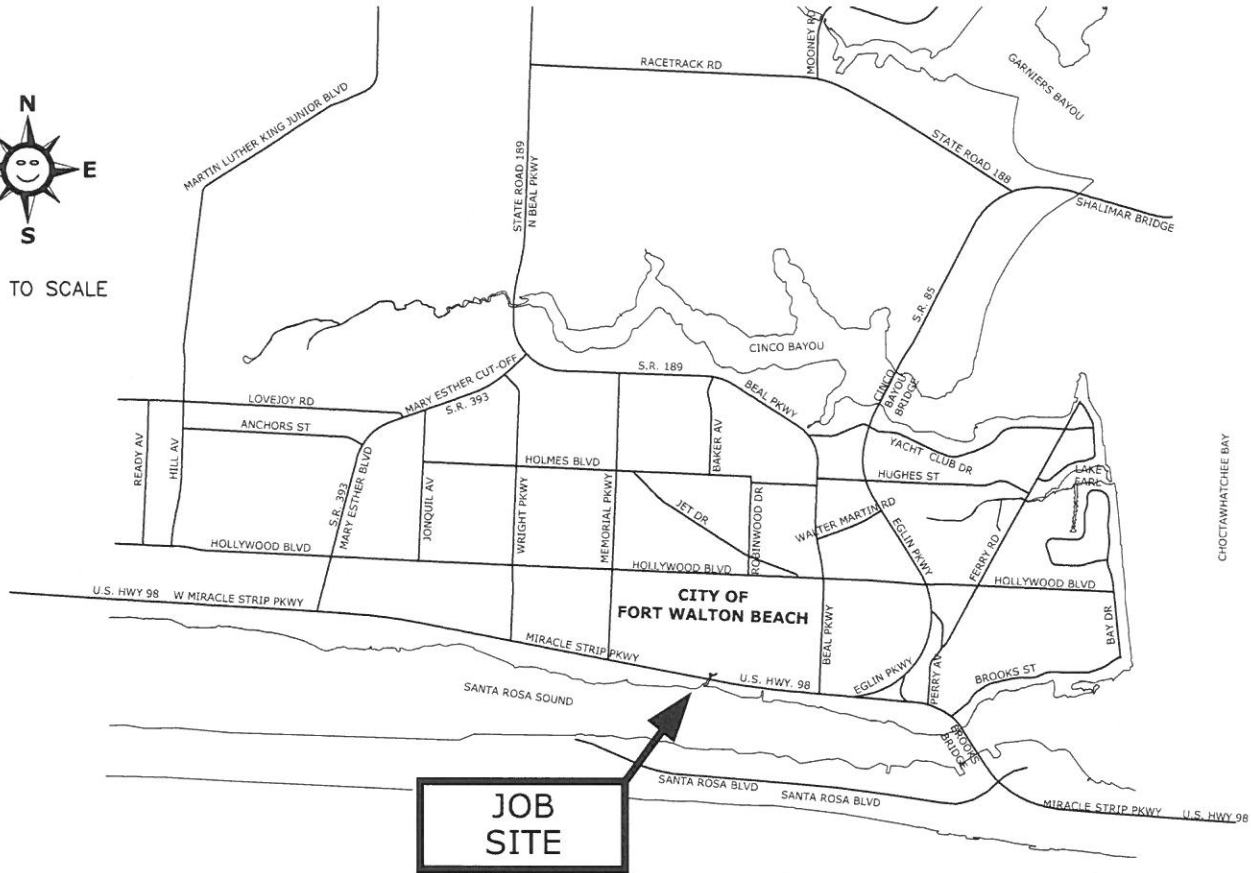 RACETRACK RD
MOONEY RD
GARNIERS BAYOU
MARTIN LUTHER KING JUNIOR BLVD
N
E
S
TO SCALE
STATE ROAD 189
N BEAL PKWY
STATE ROAD 188
SHALIMAR BRIDGE
S.R. 85
CINCO BAYOU
S.R. 189
MARY ESTHER CUT-OFF
S.R. 393
BEAL PKWY
CINCO
BAYOU
BRIDGE
LOVEJOY RD
ANCHORS ST
READY AV
HILL AV
S.R. 393
MARY ESTHER BLVD
JONQUIL AV
WRIGHT PKWY
HOLMES BLVD
MEMORIAL PKWY
BAKER AV
JET DR
ROBINWOOD DR
YACHT CLUB DR
HUGHES ST
LAKE
EARL
WALTER MARTIN RD
EGLIN PKWY
FERRY RD
CHOCTAWHATCHEE BAY
HOLLYWOOD BLVD
HOLLYWOOD BLVD
HOLLYWOOD BLVD
CITY OF
FORT WALTON BEACH
U.S. HWY 98 W MIRACLE STRIP PKWY
MIRACLE STRIP PKWY
BEAL PKWY
BAY DR
U.S. HWY. 98
EGLIN PKWY
PERRY AV
BROOKS ST
SANTA ROSA SOUND
BROOKS
BRIDGE
SANTA ROSA BLVD
SANTA ROSA BLVD
MIRACLE STRIP PKWY U.S. HWY 98
JOB
SITE